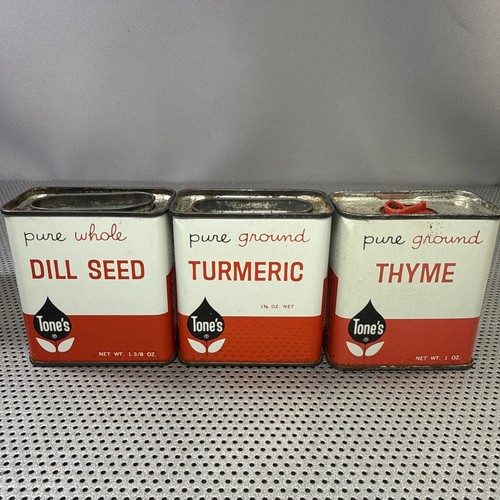 pure whole
DILL SEED
Tone's
®
NET WT. 1-3/8 OZ.
pure ground
TURMERIC
1⅜ OZ. NET
Tone's
®
pure ground
THYME
Tone's
®
NET WT. 1 OZ.